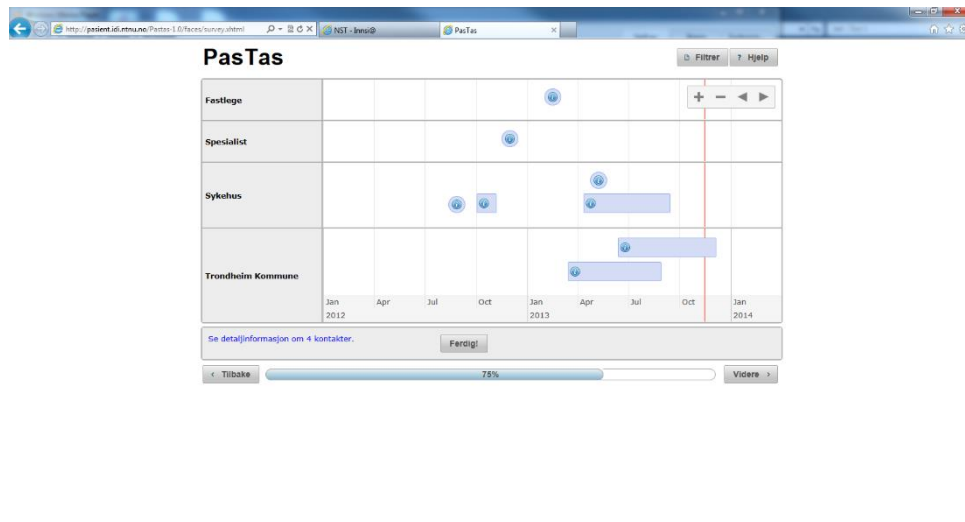 http://pasient.idi.ntnu.no/Pastas-1.0/faces/survey.xhtml
NST - Innsi@
PasTas
PasTas
Filtrer
? Hjelp
Fastlege
Spesialist
Sykehus
Trondheim Kommune
Jan Apr Jul Oct Jan Apr Jul Oct Jan
2012 2013 2014
Se detaljinformasjon om 4 kontakter.
Ferdig!
‹ Tilbake
75%
Videre ›